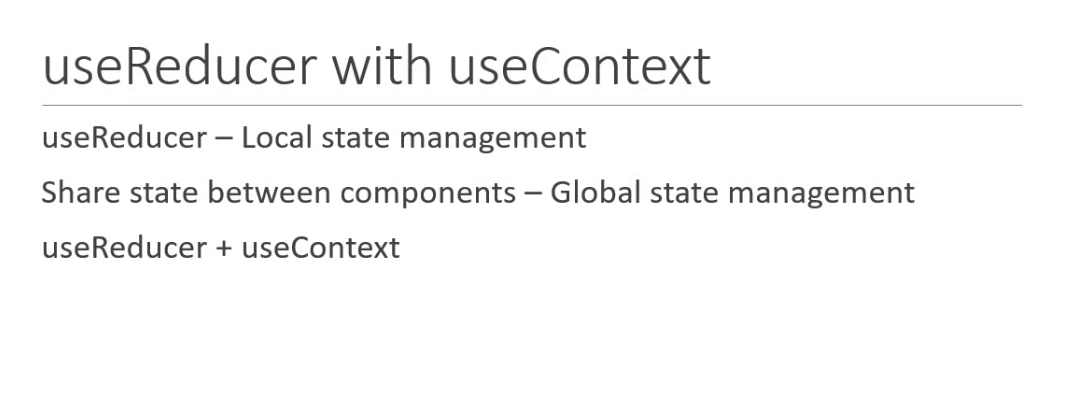 useReducer with useContext
useReducer – Local state management
Share state between components – Global state management
useReducer + useContext